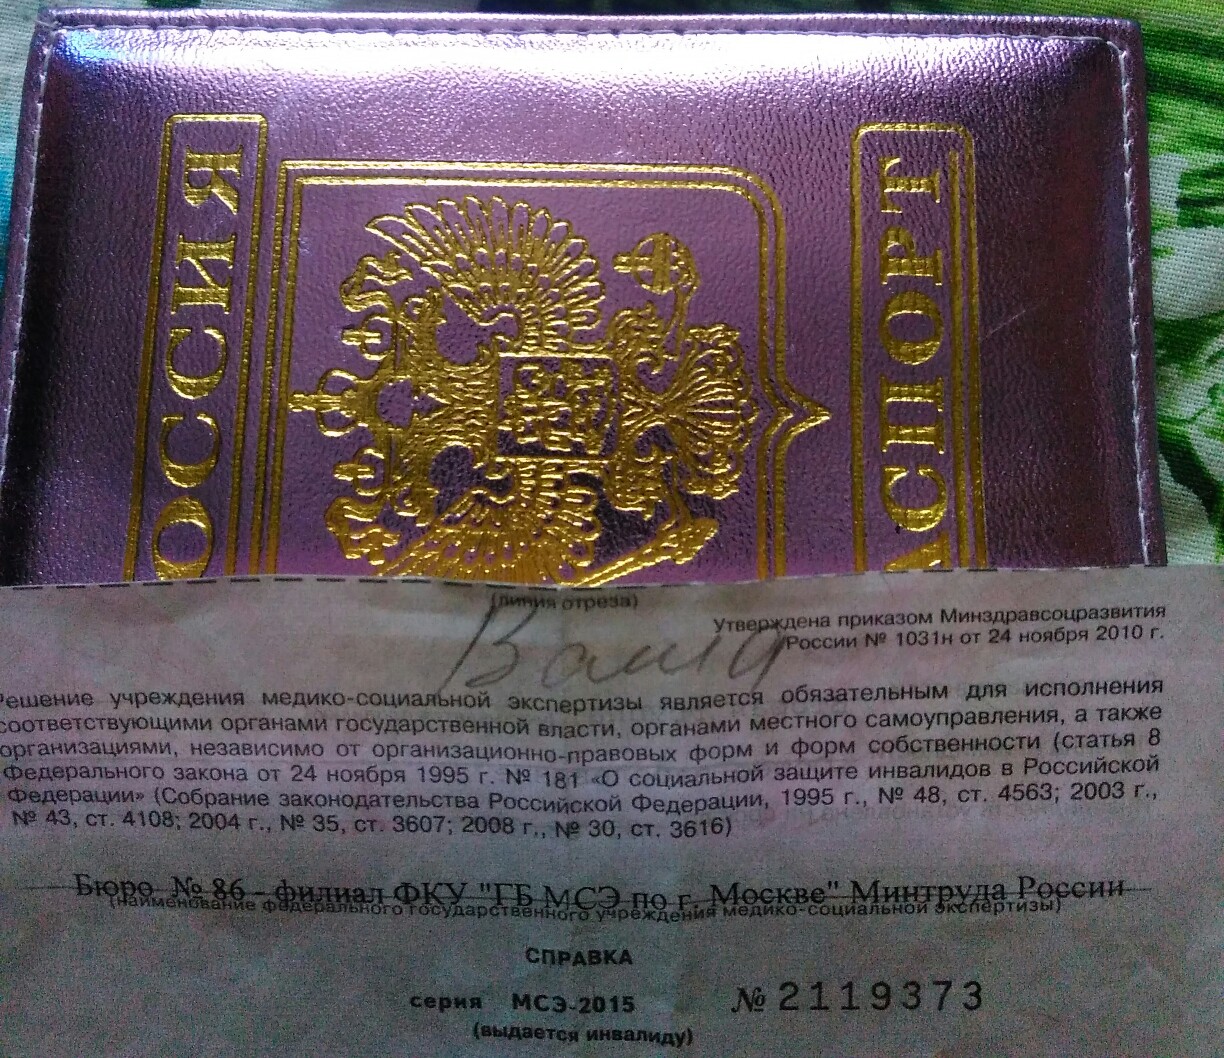 РОССИЯ
ПАСПОРТ
(линия отреза)
Ваша
Утверждена приказом Минздравсоцразвития
России № 1031н от 24 ноября 2010 г.
Решение учреждения медико-социальной экспертизы является обязательным для исполнения
соответствующими органами государственной власти, органами местного самоуправления, а также
организациями, независимо от организационно-правовых форм и форм собственности (статья 8
Федерального закона от 24 ноября 1995 г. № 181 «О социальной защите инвалидов в Российской
Федерации» (Собрание законодательства Российской Федерации, 1995 г., № 48, ст. 4563; 2003 г.,
№ 43, ст. 4108; 2004 г., № 35, ст. 3607; 2008 г., № 30, ст. 3616)
Бюро № 86 - филиал ФКУ "ГБ МСЭ по г. Москве" Минтруда России
(наименование федерального государственного учреждения медико-социальной экспертизы)
СПРАВКА
серия МСЭ-2015 № 2119373
(выдается инвалиду)